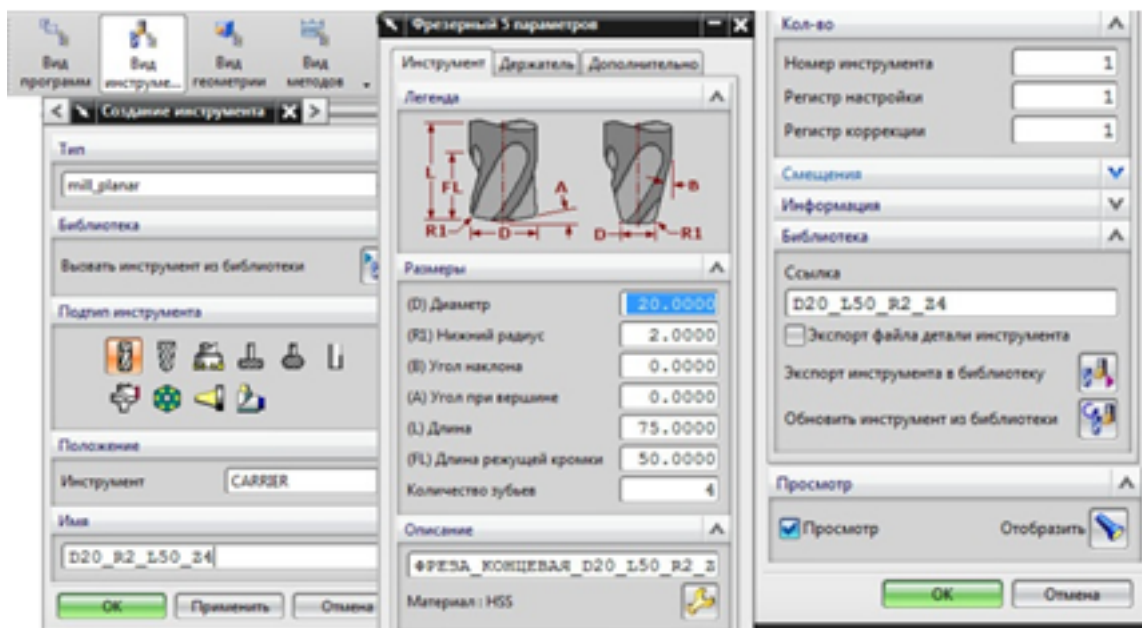 Вид программ
Вид инструме...
Вид геометрии
Вид методов
Создание инструмента
Тип
mill_planar
Библиотека
Вызвать инструмент из библиотеки
Подтип инструмента
Положение
Инструмент
CARRIER
Имя
D20_R2_L50_Z4
OK
Применить
Отмена
Фрезерный 5 параметров
Инструмент
Держатель
Дополнительно
Легенда
L
FL
A
R1
D
B
D
R1
Размеры
(D) Диаметр
20.0000
(R1) Нижний радиус
2.0000
(B) Угол наклона
0.0000
(A) Угол при вершине
0.0000
(L) Длина
75.0000
(FL) Длина режущей кромки
50.0000
Количество зубьев
4
Описание
ФРЕЗА_КОНЦЕВАЯ_D20_L50_R2_Z
Материал : HSS
Кол-во
Номер инструмента
1
Регистр настройки
1
Регистр коррекции
1
Смещения
Информация
Библиотека
Ссылка
D20_L50_R2_Z4
Экспорт файла детали инструмента
Экспорт инструмента в библиотеку
Обновить инструмент из библиотеки
Просмотр
Просмотр
Отобразить
OK
Отмена